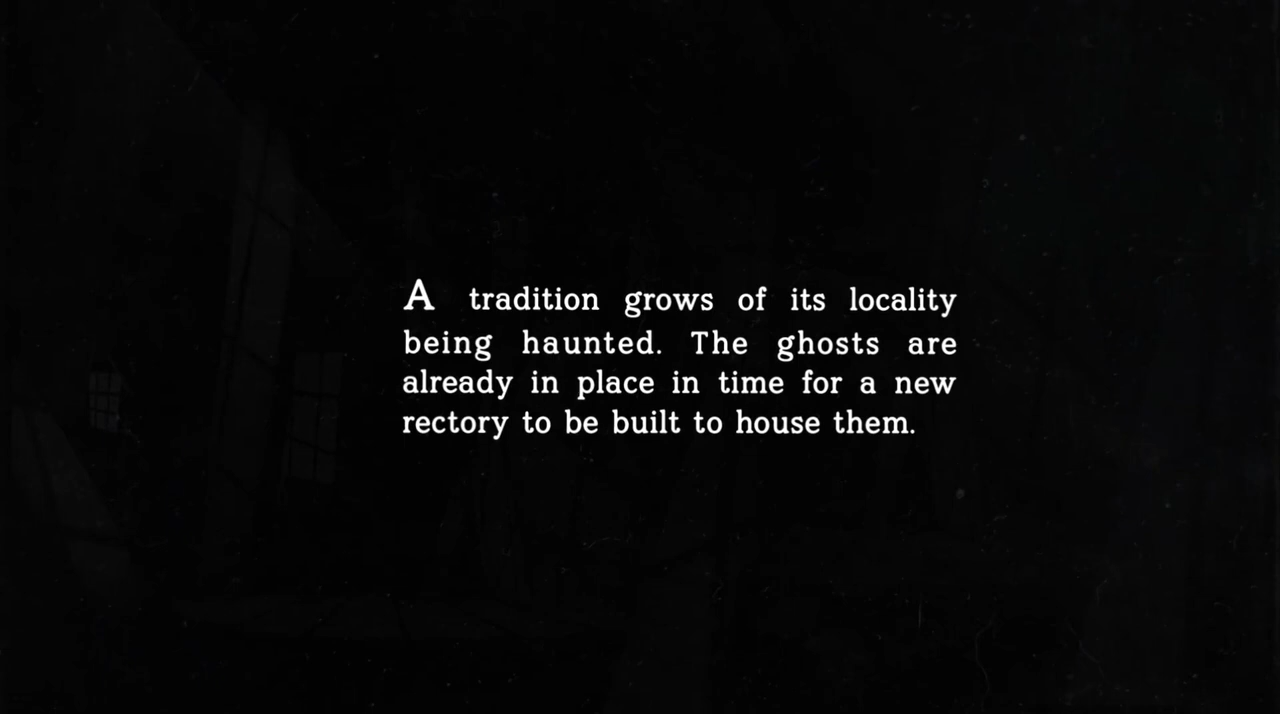 A tradition grows of its locality
being haunted. The ghosts are
already in place in time for a new
rectory to be built to house them.